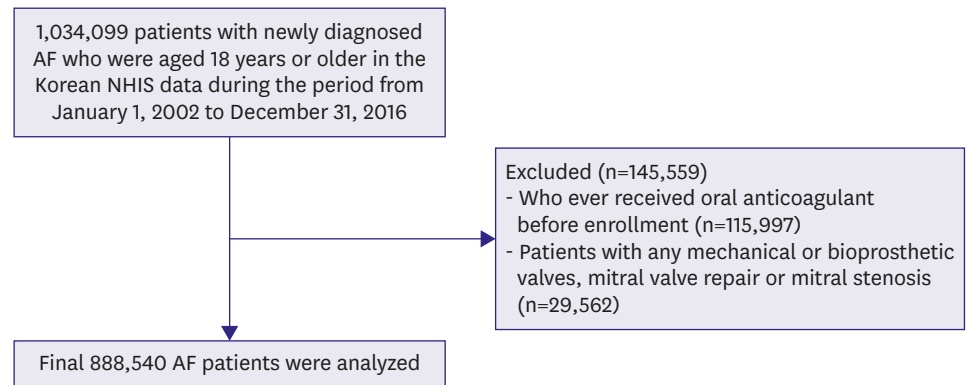 1,034,099 patients with newly diagnosed
AF who were aged 18 years or older in the
Korean NHIS data during the period from
January 1, 2002 to December 31, 2016
Excluded (n=145,559)
- Who ever received oral anticoagulant
before enrollment (n=115,997)
- Patients with any mechanical or bioprosthetic
valves, mitral valve repair or mitral stenosis
(n=29,562)
Final 888,540 AF patients were analyzed